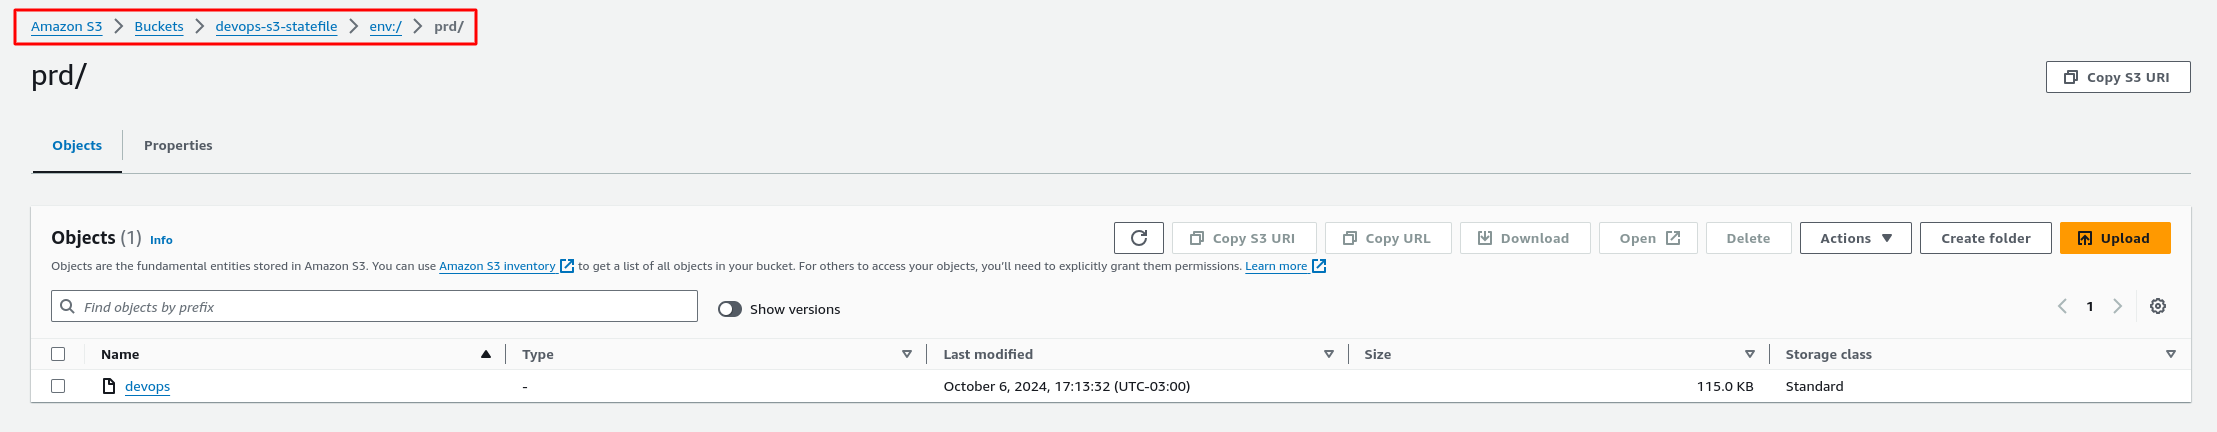 Amazon S3 > Buckets > devops-s3-statefile > env:/ > prd/
prd/
Copy S3 URI
Objects Properties
Objects (1) Info
Copy S3 URI Copy URL Download Open Delete Actions Create folder Upload
Objects are the fundamental entities stored in Amazon S3. You can use Amazon S3 inventory to get a list of all objects in your bucket. For others to access your objects, you'll need to explicitly grant them permissions. Learn more
Find objects by prefix Show versions 1
Name Type Last modified Size Storage class
devops - October 6, 2024, 17:13:32 (UTC-03:00) 115.0 KB Standard